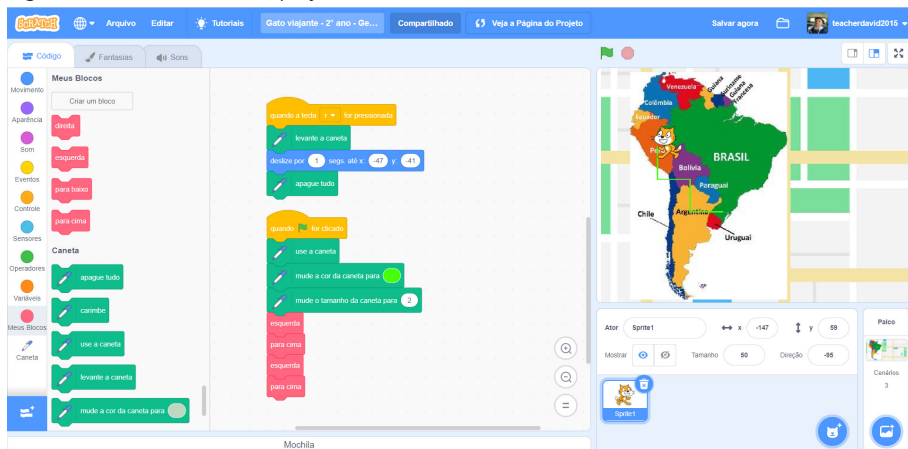 SCRATCH Arquivo Editar Tutoriais Gato viajante - 2° ano - Ge... Compartilhado Veja a Página do Projeto Salvar agora teacherdavid2015
Código Fantasias Sons
Movimento
Aparência
Som
Eventos
Controle
Sensores
Operadores
Variáveis
Meus Blocos
Caneta
Meus Blocos
Criar um bloco
direita
esquerda
para baixo
para cima
Caneta
apague tudo
carimbe
use a caneta
levante a caneta
mude a cor da caneta para
quando a tecla r for pressionada
levante a caneta
deslize por 1 segs. até x: -47 y: -41
apague tudo
quando for clicado
use a caneta
mude a cor da caneta para
mude o tamanho da caneta para 2
esquerda
para cima
esquerda
para cima
Mochila
Venezuela
Guiana
Suriname
Guiana
Francesa
Colômbia
Equador
BRASIL
Bolívia
Paraguai
Chile
Argentina
Uruguai
Ator Sprite1 x -147 y 59
Mostrar Tamanho 50 Direção -95
Sprite1
Palco
Cenários
3